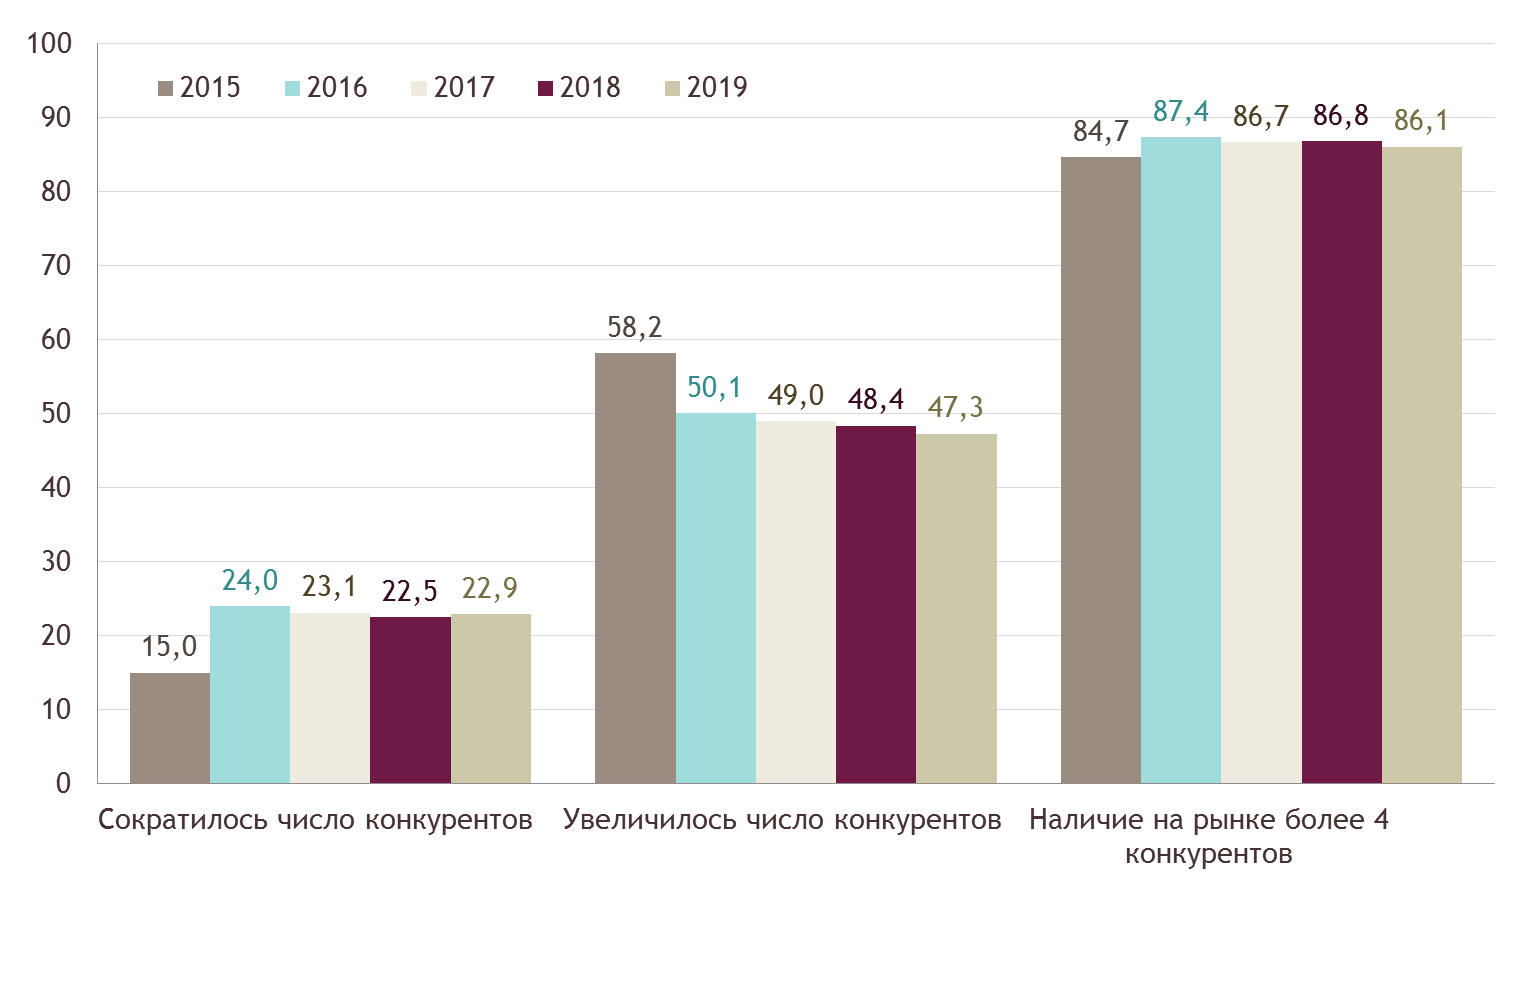 100
90
80
70
60
50
40
30
20
10
0
2015 2016 2017 2018 2019
15,0 24,0 23,1 22,5 22,9
58,2 50,1 49,0 48,4 47,3
84,7 87,4 86,7 86,8 86,1
Сократилось число конкурентов
Увеличилось число конкурентов
Наличие на рынке более 4
конкурентов